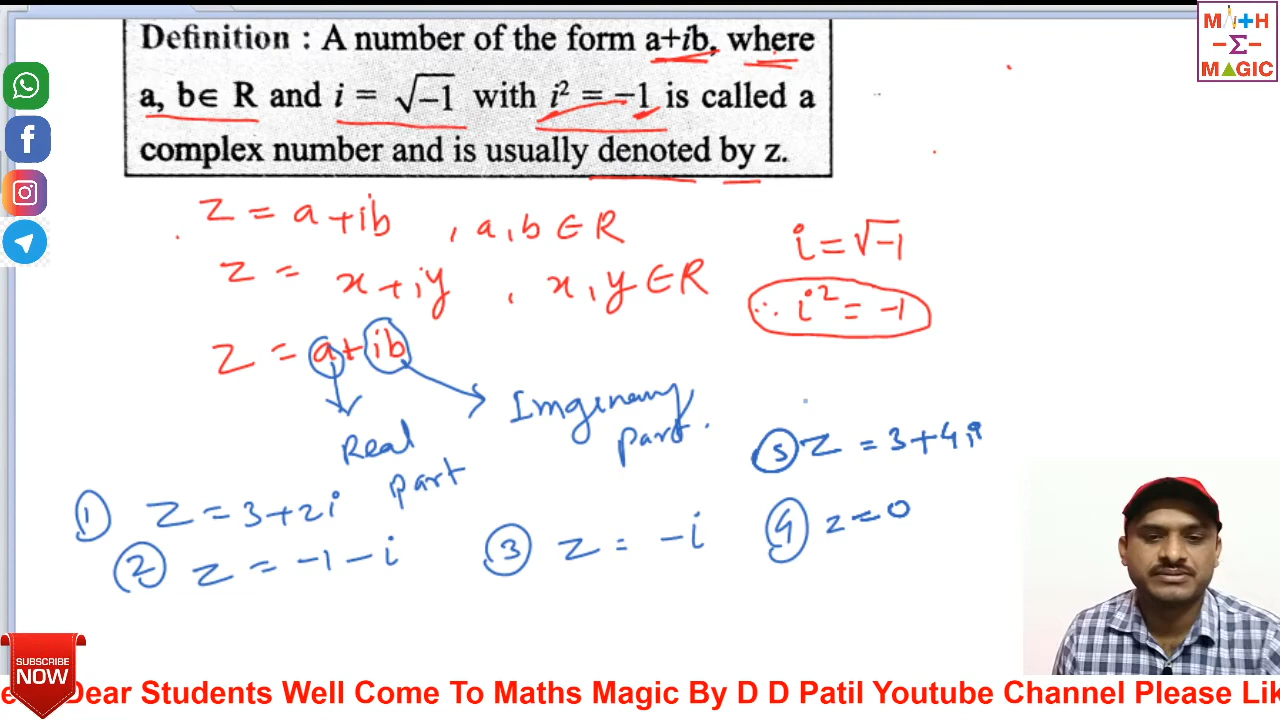 Definition : A number of the form a+ib, where
a, b∈ R and i = √−1 with i² = −1 is called a
complex number and is usually denoted by z.
z = a+ib , a,b ∈ R
z = x+iy , x,y ∈ R
z = a+ib
i = √−1
∴ i² = −1
Real
part
Imgenary
part.
① z = 3+2i
② z = −1−i
③ z = −i
④ z = 0
⑤ z = 3+4i
MATH
–Σ–
MAGIC
SUBSCRIBE
NOW
Dear Students Well Come To Maths Magic By D D Patil Youtube Channel Please Lik